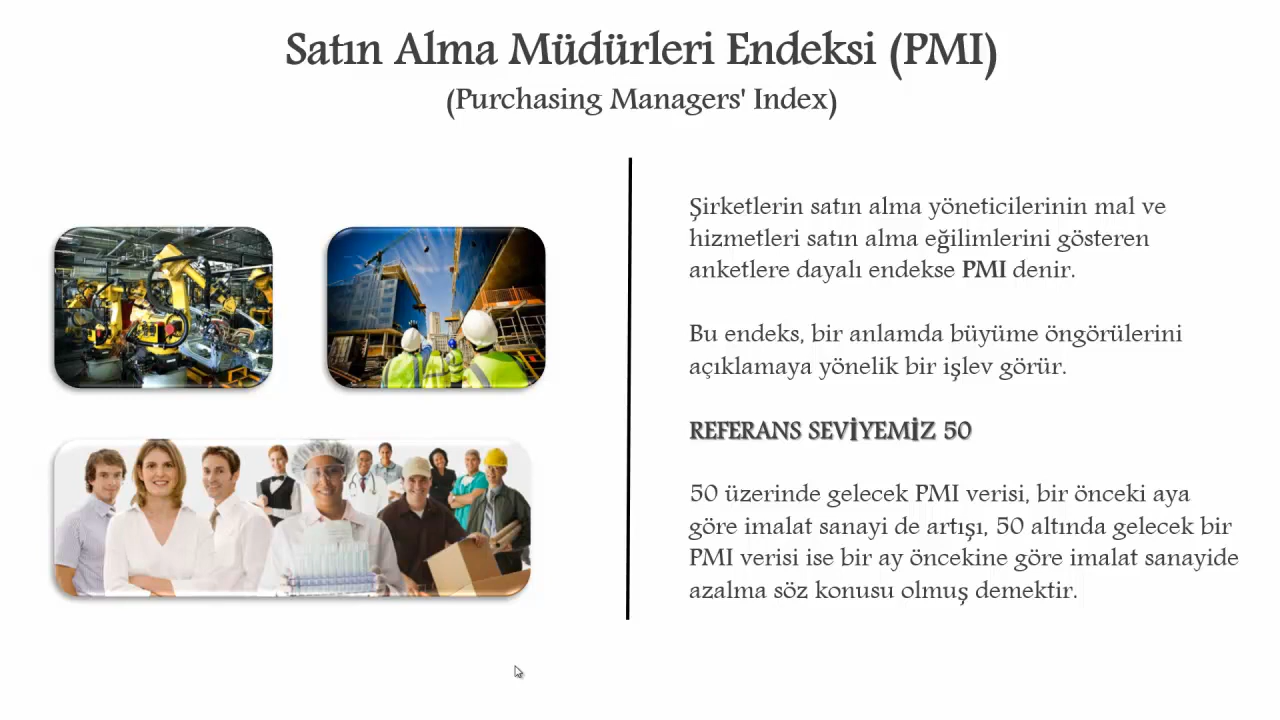 Satın Alma Müdürleri Endeksi (PMI)
(Purchasing Managers' Index)
Şirketlerin satın alma yöneticilerinin mal ve
hizmetleri satın alma eğilimlerini gösteren
anketlere dayalı endekse PMI denir.
Bu endeks, bir anlamda büyüme öngörülerini
açıklamaya yönelik bir işlev görür.
REFERANS SEVİYEMİZ 50
50 üzerinde gelecek PMI verisi, bir önceki aya
göre imalat sanayi de artışı, 50 altında gelecek bir
PMI verisi ise bir ay öncekine göre imalat sanayide
azalma söz konusu olmuş demektir.